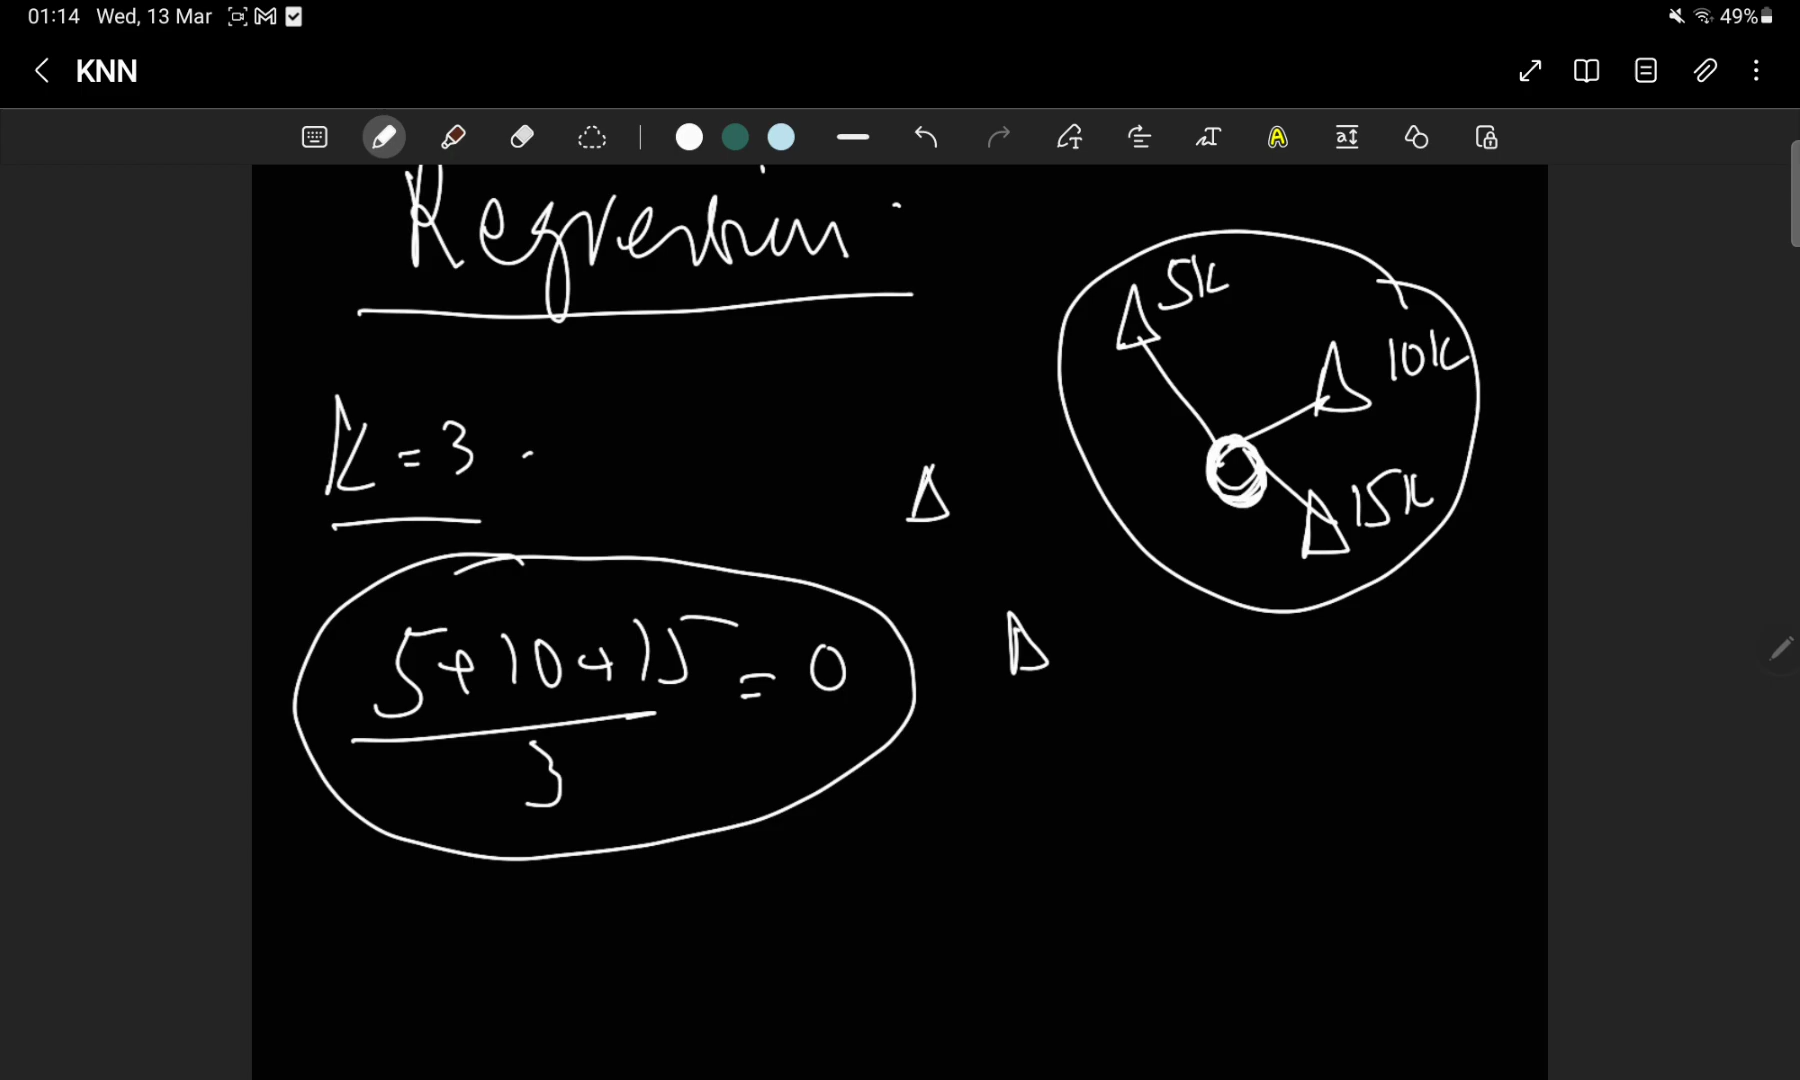 01:14 Wed, 13 Mar
49%
KNN
Regression
5K
10K
K = 3
15K
5+10+15 = 0
3